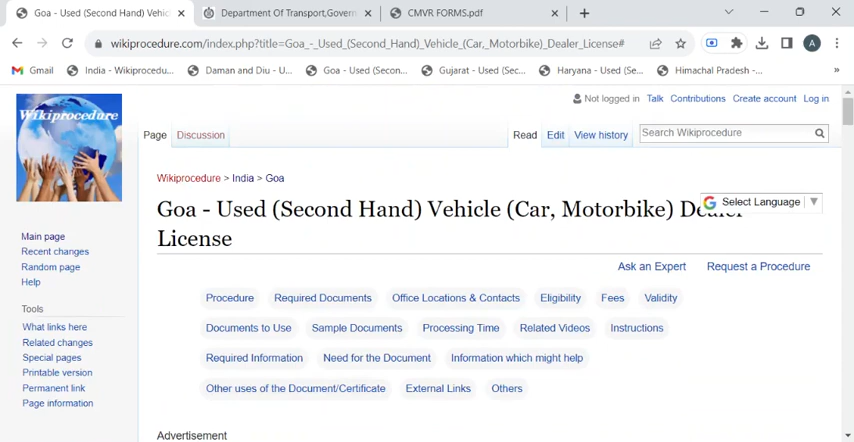 Goa - Used (Second Hand) Vehic
Department Of Transport,Govern
CMVR FORMS.pdf
wikiprocedure.com/index.php?title=Goa_-_Used_(Second_Hand)_Vehicle_(Car,_Motorbike)_Dealer_License#
A
Gmail
India - Wikiprocedu...
Daman and Diu - U...
Goa - Used (Secon...
Gujarat - Used (Sec...
Haryana - Used (Se...
Himachal Pradesh -...
»
Wikiprocedure
Not logged in Talk Contributions Create account Log in
Page Discussion Read Edit View history Search Wikiprocedure
Wikiprocedure > India > Goa
Select Language
Goa - Used (Second Hand) Vehicle (Car, Motorbike) Dealer
License
Ask an Expert Request a Procedure
Main page
Recent changes
Random page
Help
Tools
What links here
Related changes
Special pages
Printable version
Permanent link
Page information
Procedure Required Documents Office Locations & Contacts Eligibility Fees Validity
Documents to Use Sample Documents Processing Time Related Videos Instructions
Required Information Need for the Document Information which might help
Other uses of the Document/Certificate External Links Others
Advertisement